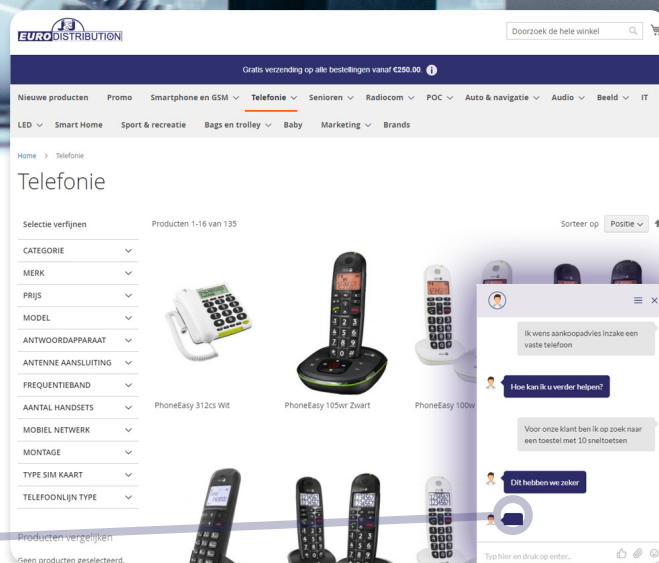 EURODISTRIBUTION
Doorzoek de hele winkel
Gratis verzending op alle bestellingen vanaf €250.00.
Nieuwe producten Promo Smartphone en GSM Telefonie Senioren Radiocom POC Auto & navigatie Audio Beeld IT
LED Smart Home Sport & recreatie Bags en trolley Baby Marketing Brands
Home > Telefonie
Telefonie
Selectie verfijnen
Producten 1-16 van 135
Sorteer op Positie
CATEGORIE
MERK
PRIJS
MODEL
ANTWOORDAPPARAAT
ANTENNE AANSLUITING
FREQUENTIEBAND
AANTAL HANDSETS
MOBIEL NETWERK
MONTAGE
TYPE SIM KAART
TELEFOONLIJN TYPE
PhoneEasy 312cs Wit
PhoneEasy 105wr Zwart
PhoneEasy 100w
Producten vergelijken
Geen producten geselecteerd.
Ik wens aankoopadvies inzake een
vaste telefoon
Hoe kan ik u verder helpen?
Voor onze klant ben ik op zoek naar
een toestel met 10 sneltoetsen
Dit hebben we zeker
Typ hier en druk op enter..